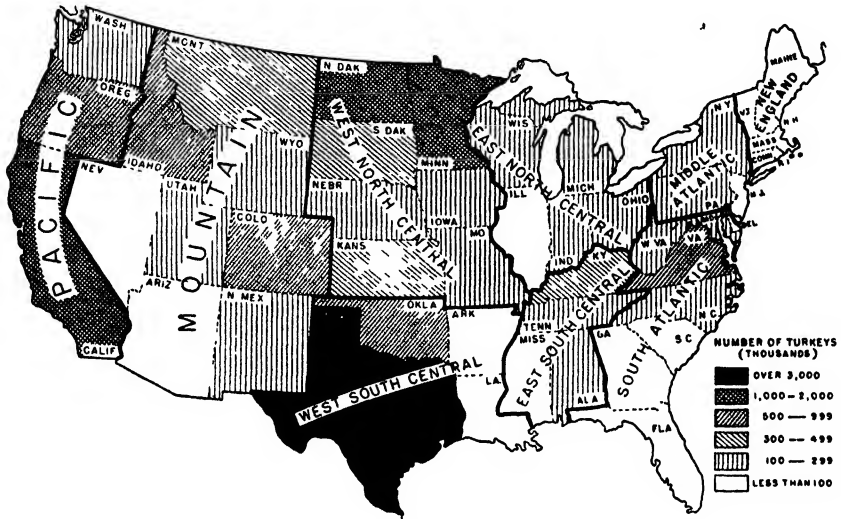 WASH
MONT
N DAK
MAINE
OREG
WIS
N Y
VT
N H
NEW ENGLAND
MASS
CONN
R I
PACIFIC
MOUNTAIN
WYO
S DAK
WEST NORTH CENTRAL
MINN
EAST NORTH CENTRAL
MICH
MIDDLE ATLANTIC
IDAHO
NEV
UTAH
NEBR
IOWA
ILL
OHIO
PA
N.J.
DEL
COLO
KANS
MO
IND
KY
W VA
VA
ARIZ
N MEX
OKLA
ARK
TENN
MISS
EAST SOUTH CENTRAL
GA
SOUTH ATLANTIC
N C
S C
CALIF
WEST SOUTH CENTRAL
LA.
ALA
FLA
NUMBER OF TURKEYS
(THOUSANDS)
OVER 3,000
1,000-2,000
500 — 999
300 — 499
100 — 299
LESS THAN 100